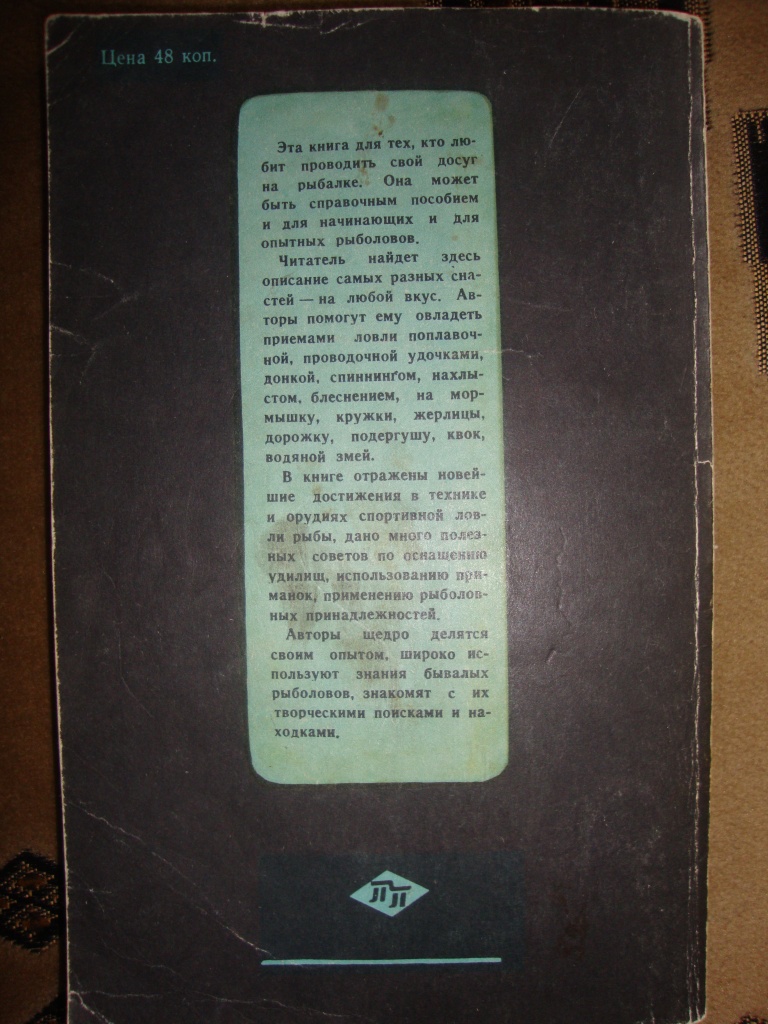 Цена 48 коп.
Эта книга для тех, кто лю-
бит проводить свой досуг
на рыбалке. Она может
быть справочным пособием
и для начинающих и для
опытных рыболовов.
Читатель найдет здесь
описание самых разных сна-
стей — на любой вкус. Ав-
торы помогут ему овладеть
приемами ловли поплавоч-
ной, проводочной удочками,
донкой, спиннингом, нахлы-
стом, блеснением, на мор-
мышку, кружки, жерлицы,
дорожку, подергушу, квок,
водяной змей.
В книге отражены новей-
шие достижения в технике
и орудиях спортивной лов-
ли рыбы, дано много полез-
ных советов по оснащению
удилищ, использованию при-
манок, применению рыболов-
ных принадлежностей.
Авторы щедро делятся
своим опытом, широко ис-
пользуют знания бывалых
рыболовов, знакомят с их
творческими поисками и на-
ходками.
ПП